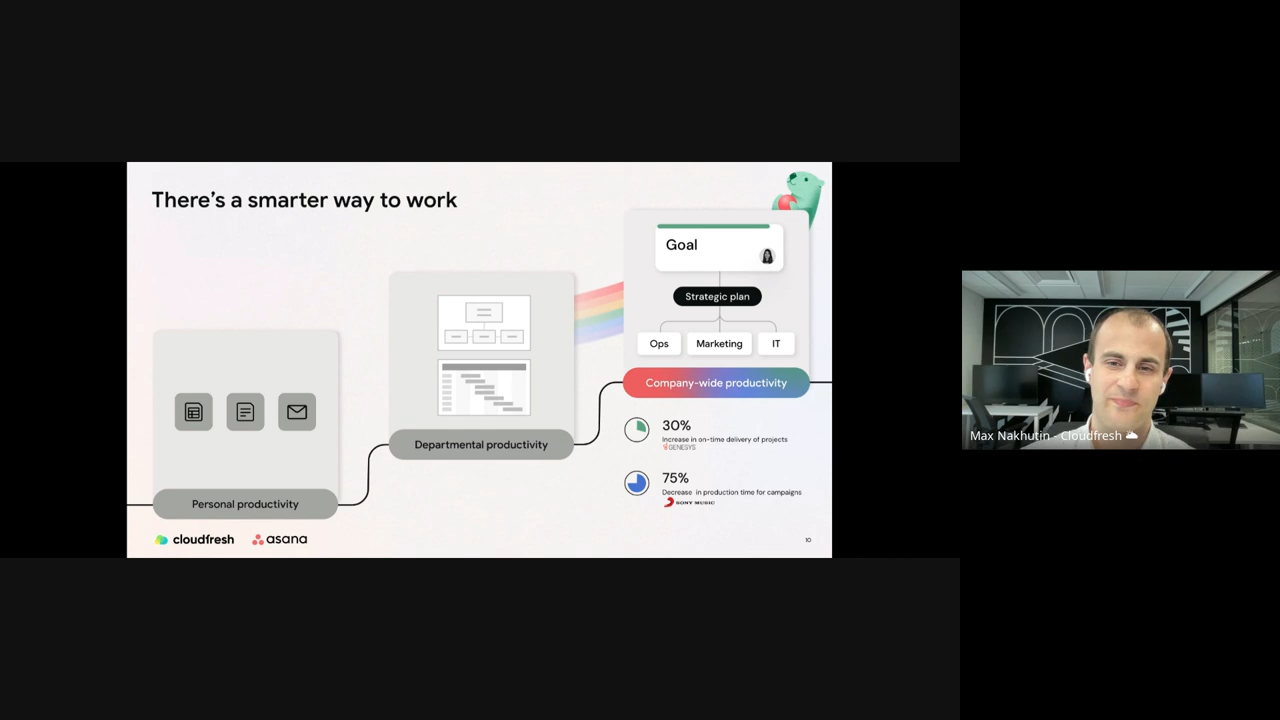 There's a smarter way to work
Goal
Strategic plan
Ops
Marketing
IT
Company-wide productivity
Departmental productivity
Personal productivity
30%
Increase in on-time delivery of projects
GENESYS
75%
Decrease in production time for campaigns
SONY MUSIC
cloudfresh
asana
10
Max Nakhutin - Cloudfresh